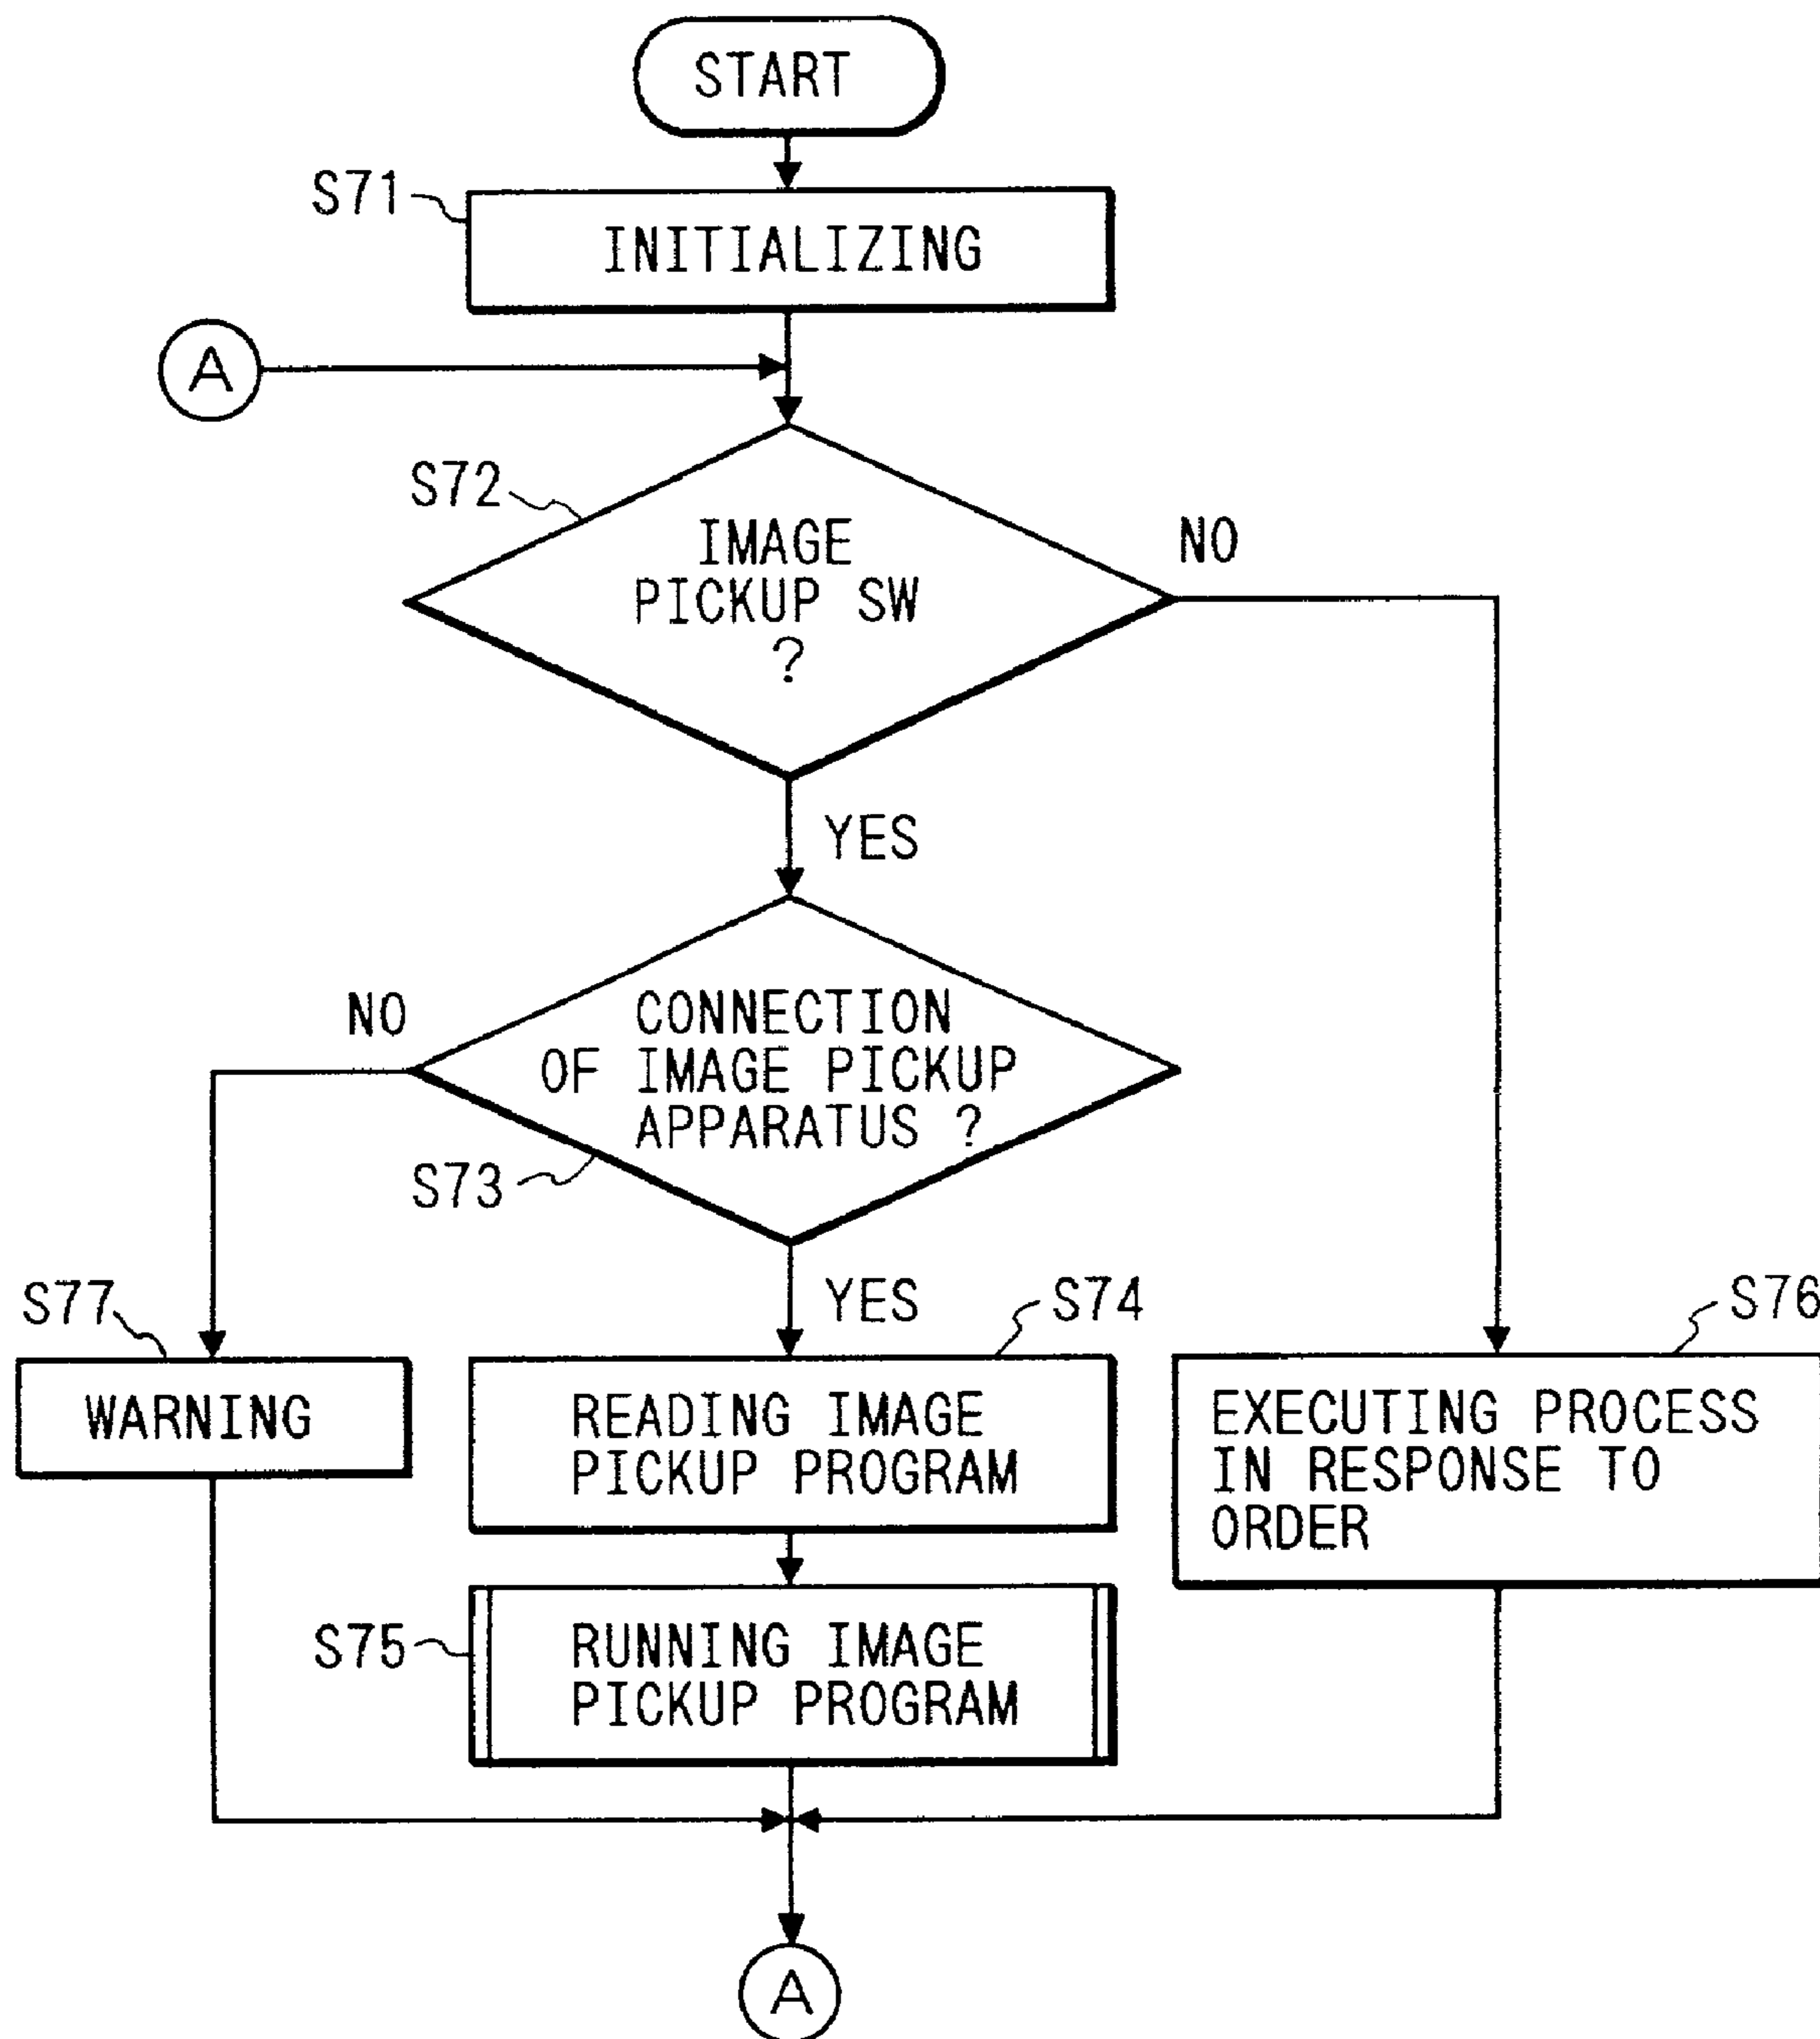 START
S71
INITIALIZING
A
S72
IMAGE
PICKUP SW
?
NO
YES
NO
CONNECTION
OF IMAGE PICKUP
APPARATUS ?
S73
YES
S77
S74
S76
WARNING
READING IMAGE
PICKUP PROGRAM
EXECUTING PROCESS
IN RESPONSE TO
ORDER
S75
RUNNING IMAGE
PICKUP PROGRAM
A